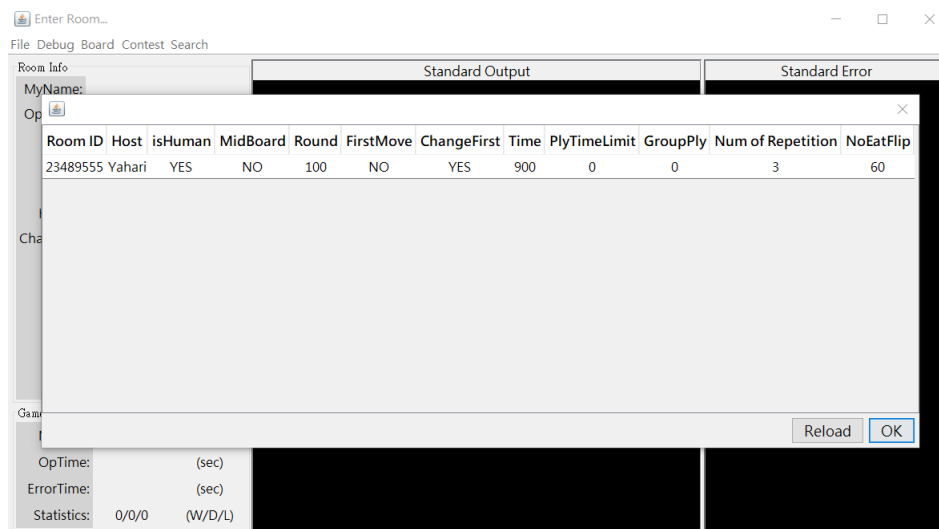 Enter Room...
File Debug Board Contest Search
Room Info
Standard Output
Standard Error
MyName:
Room ID Host isHuman MidBoard Round FirstMove ChangeFirst Time PlyTimeLimit GroupPly Num of Repetition NoEatFlip
23489555 Yahari YES NO 100 NO YES 900 0 0 3 60
Reload OK
OpTime: (sec)
ErrorTime: (sec)
Statistics: 0/0/0 (W/D/L)